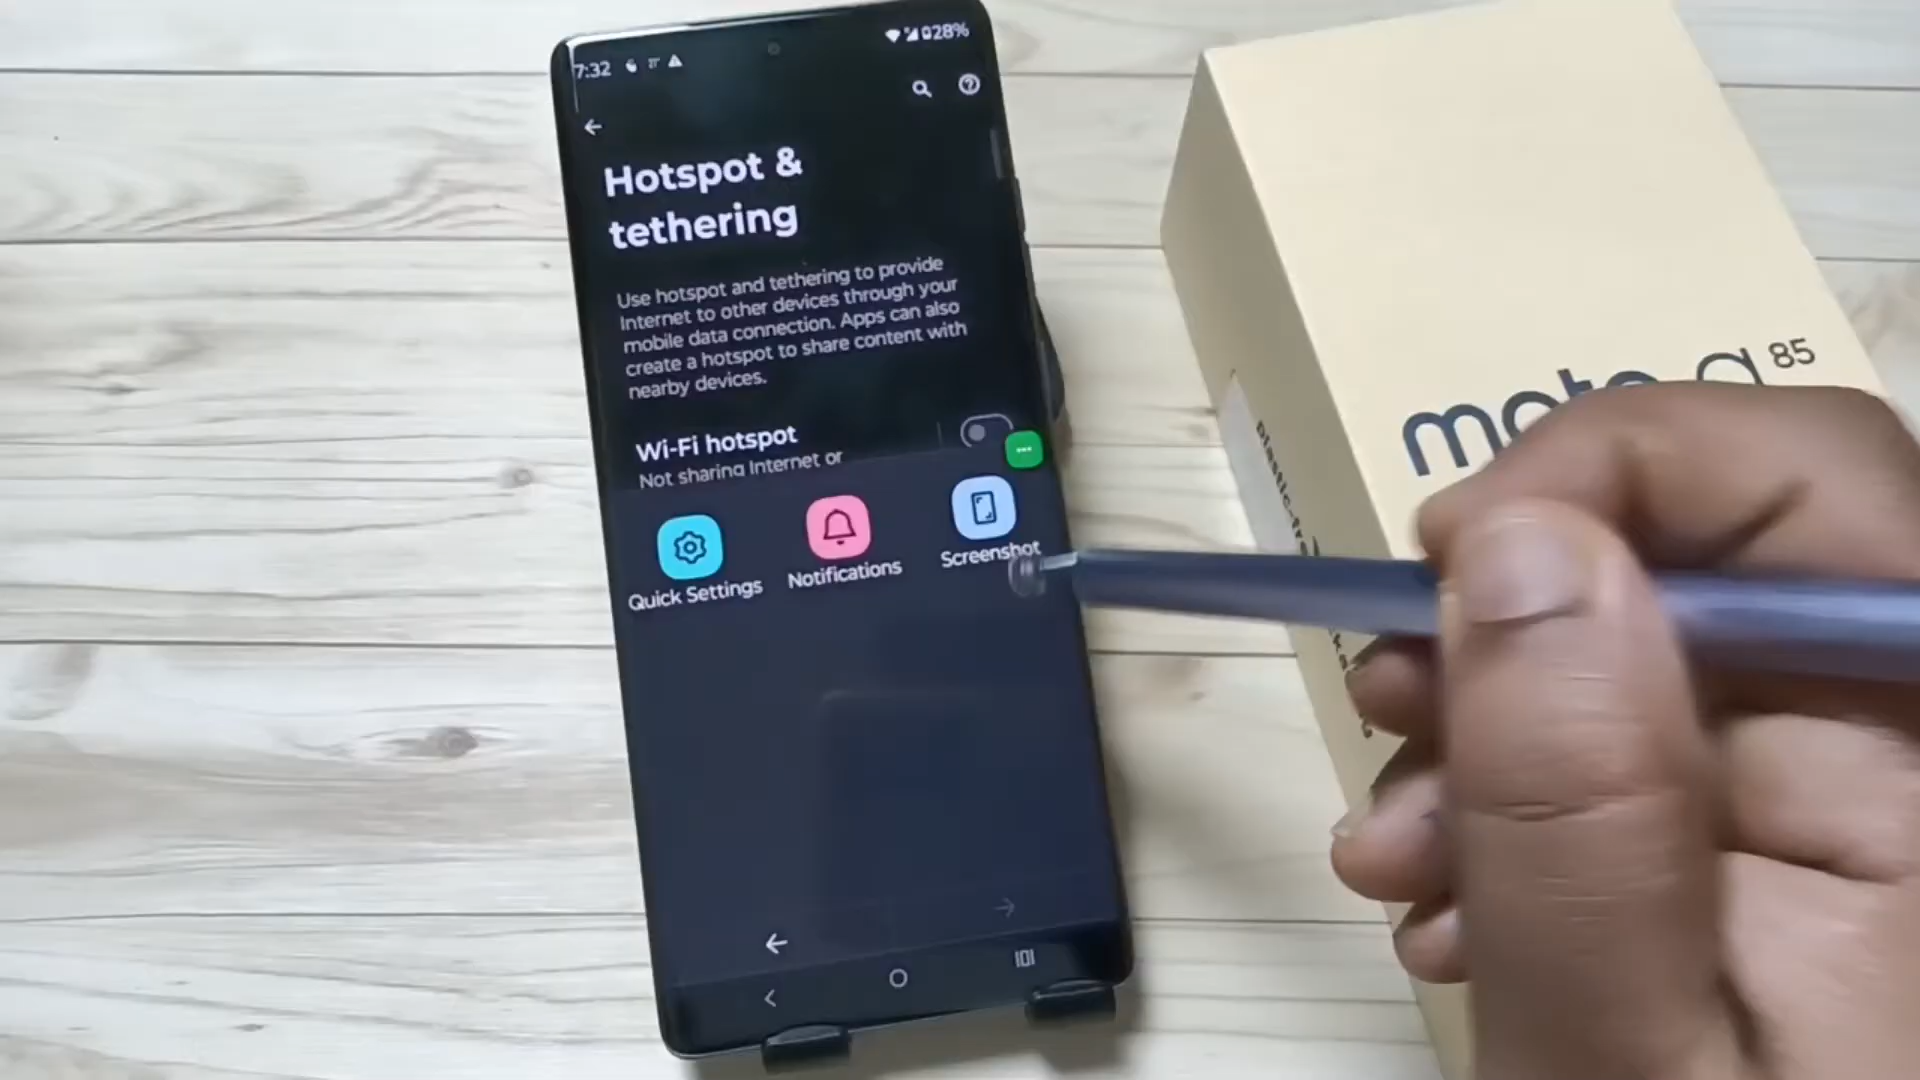 7:32
28%
Hotspot &
tethering
Use hotspot and tethering to provide
Internet to other devices through your
mobile data connection. Apps can also
create a hotspot to share content with
nearby devices.
Wi-Fi hotspot
Not sharing Internet or
Quick Settings
Notifications
Screenshot
moto g 85
plastic-free